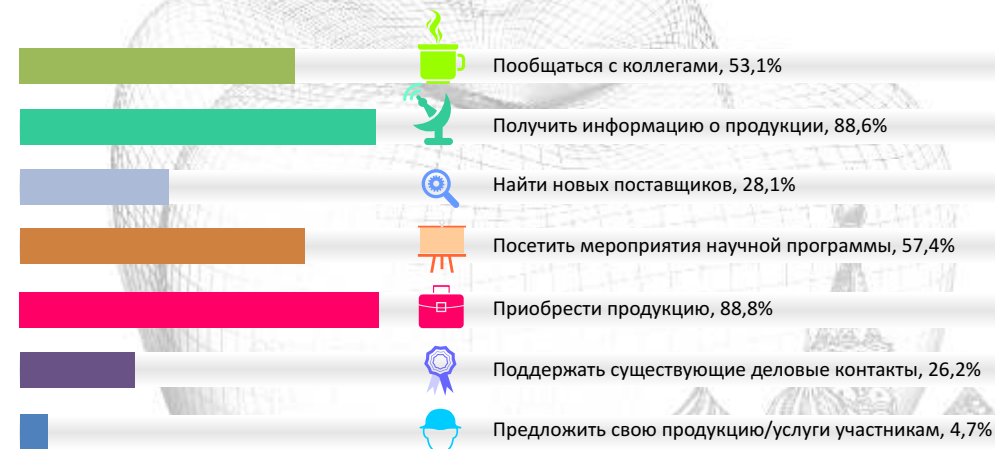 Пообщаться с коллегами, 53,1%
Получить информацию о продукции, 88,6%
Найти новых поставщиков, 28,1%
Посетить мероприятия научной программы, 57,4%
Приобрести продукцию, 88,8%
Поддержать существующие деловые контакты, 26,2%
Предложить свою продукцию/услуги участникам, 4,7%